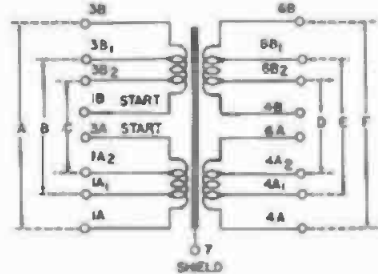 3B 6B
3B1 6B1
3B2 6B2
1B START 4B
A B C D E F
3A START 6A
1A2 4A2
1A1 4A1
1A 4A
7
SHIELD